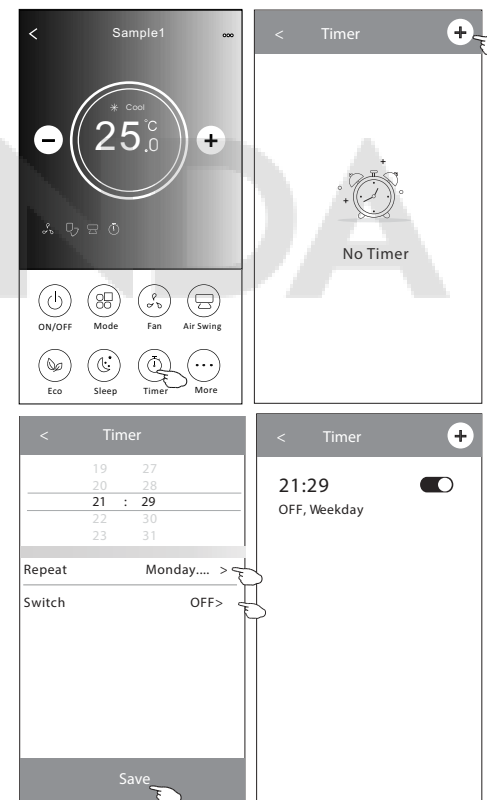 < Sample1
Cool
25.0 °C
− +
ON/OFF Mode Fan Air Swing
Eco Sleep Timer More
< Timer +
No Timer
< Timer
19 27
20 28
21 : 29
22 30
23 31
Repeat Monday.... >
Switch OFF>
Save
< Timer +
21:29
OFF, Weekday